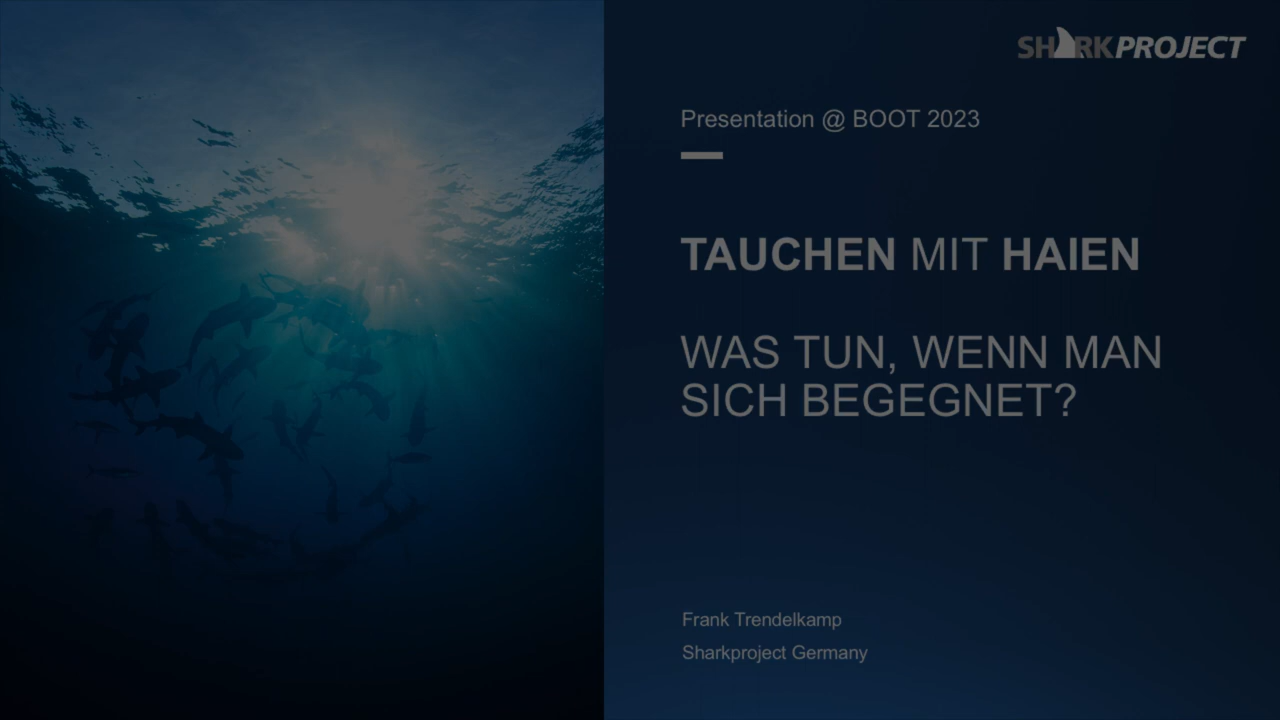 SHARKPROJECT
Presentation @ BOOT 2023
TAUCHEN MIT HAIEN
WAS TUN, WENN MAN
SICH BEGEGNET?
Frank Trendelkamp
Sharkproject Germany